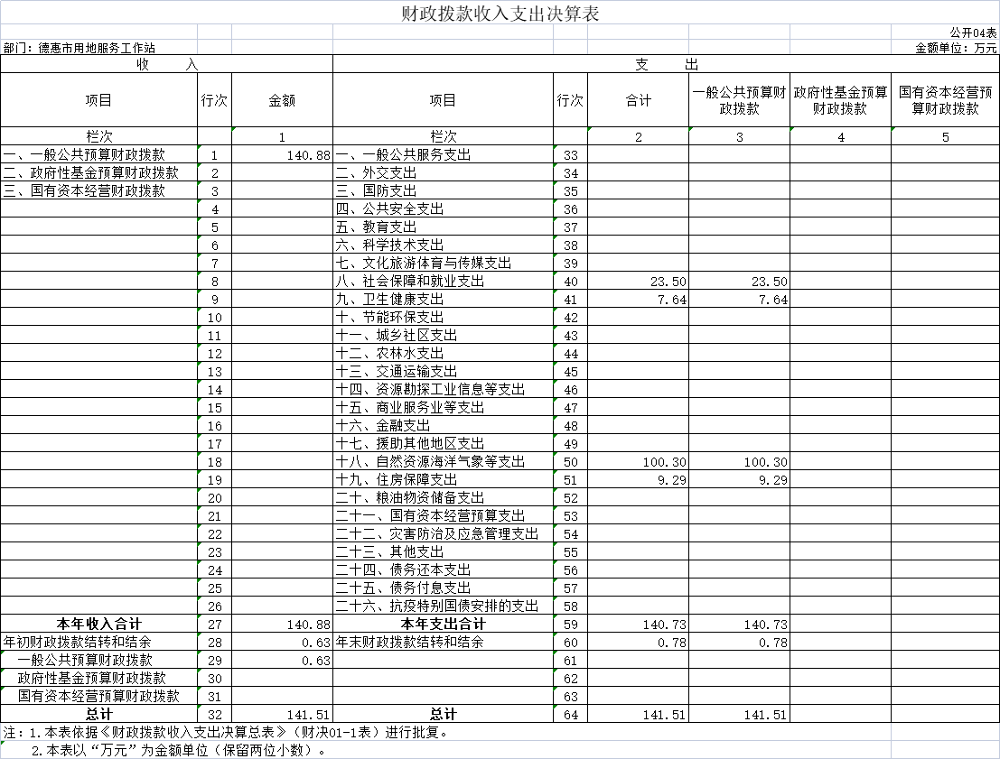 财政拨款收入支出决算表
公开04表
部门：德惠市用地服务工作站 金额单位：万元
收 入 支 出
项目 行次 金额 项目 行次 合计 一般公共预算财政拨款 政府性基金预算财政拨款 国有资本经营预算财政拨款
栏次 1 栏次 2 3 4 5
一、一般公共预算财政拨款 1 140.88 一、一般公共服务支出 33
二、政府性基金预算财政拨款 2 二、外交支出 34
三、国有资本经营财政拨款 3 三、国防支出 35
4 四、公共安全支出 36
5 五、教育支出 37
6 六、科学技术支出 38
7 七、文化旅游体育与传媒支出 39
8 八、社会保障和就业支出 40 23.50 23.50
9 九、卫生健康支出 41 7.64 7.64
10 十、节能环保支出 42
11 十一、城乡社区支出 43
12 十二、农林水支出 44
13 十三、交通运输支出 45
14 十四、资源勘探工业信息等支出 46
15 十五、商业服务业等支出 47
16 十六、金融支出 48
17 十七、援助其他地区支出 49
18 十八、自然资源海洋气象等支出 50 100.30 100.30
19 十九、住房保障支出 51 9.29 9.29
20 二十、粮油物资储备支出 52
21 二十一、国有资本经营预算支出 53
22 二十二、灾害防治及应急管理支出 54
23 二十三、其他支出 55
24 二十四、债务还本支出 56
25 二十五、债务付息支出 57
26 二十六、抗疫特别国债安排的支出 58
本年收入合计 27 140.88 本年支出合计 59 140.73 140.73
年初财政拨款结转和结余 28 0.63 年末财政拨款结转和结余 60 0.78 0.78
一般公共预算财政拨款 29 0.63 61
政府性基金预算财政拨款 30 62
国有资本经营预算财政拨款 31 63
总计 32 141.51 总计 64 141.51 141.51
注：1.本表依据《财政拨款收入支出决算总表》（财决01-1表）进行批复。
2.本表以“万元”为金额单位（保留两位小数）。